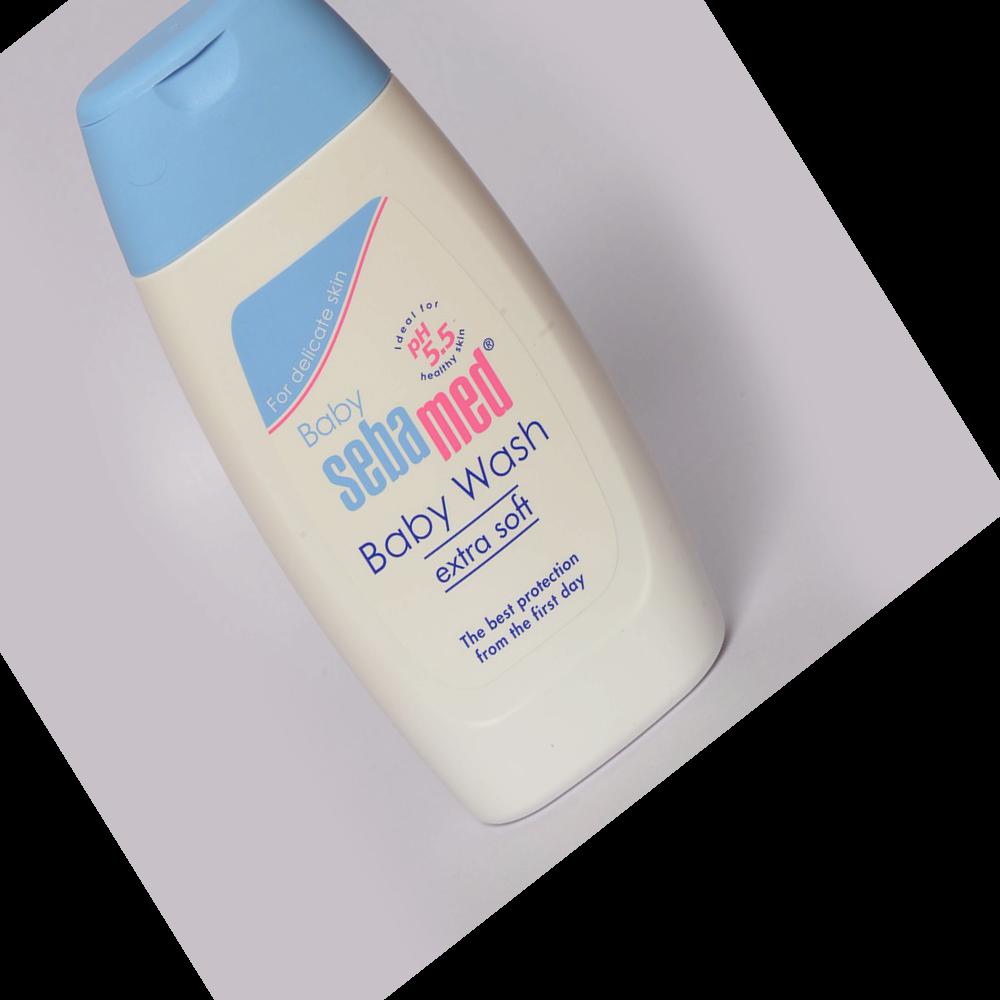 For delicate skin
Ideal for
pH
5.5
healthy skin
Baby
sebamed®
Baby Wash
extra soft
The best protection
from the first day